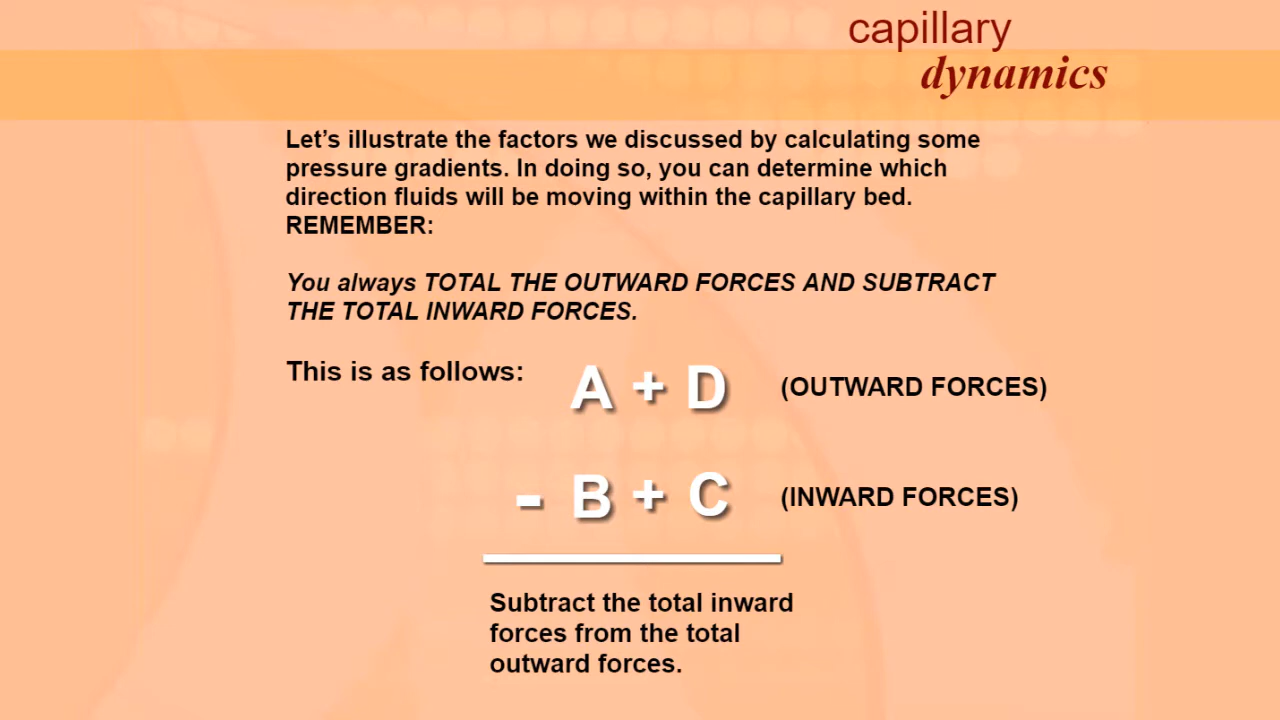 capillary
dynamics
Let’s illustrate the factors we discussed by calculating some
pressure gradients. In doing so, you can determine which
direction fluids will be moving within the capillary bed.
REMEMBER:
You always TOTAL THE OUTWARD FORCES AND SUBTRACT
THE TOTAL INWARD FORCES.
This is as follows:
A + D (OUTWARD FORCES)
- B + C (INWARD FORCES)
Subtract the total inward
forces from the total
outward forces.